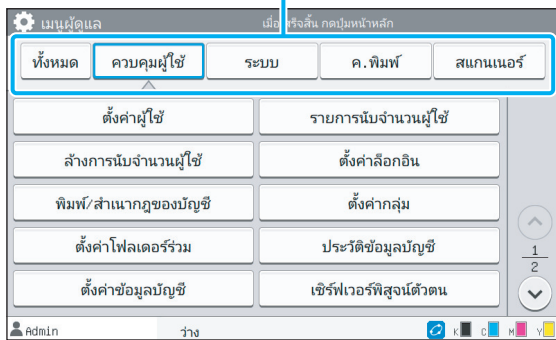 เมนูผู้ดูแล
เมื่อเสร็จสิ้น กดปุ่มหน้าหลัก
ทั้งหมด ควบคุมผู้ใช้ ระบบ ค.พิมพ์ สแกนเนอร์
ตั้งค่าผู้ใช้ รายการนับจำนวนผู้ใช้
ล้างการนับจำนวนผู้ใช้ ตั้งค่าล็อกอิน
พิมพ์/สำเนากฎของบัญชี ตั้งค่ากลุ่ม
ตั้งค่าโฟลเดอร์ร่วม ประวัติข้อมูลบัญชี
ตั้งค่าข้อมูลบัญชี เซิร์ฟเวอร์พิสูจน์ตัวตน
1
2
Admin ว่าง K C M Y